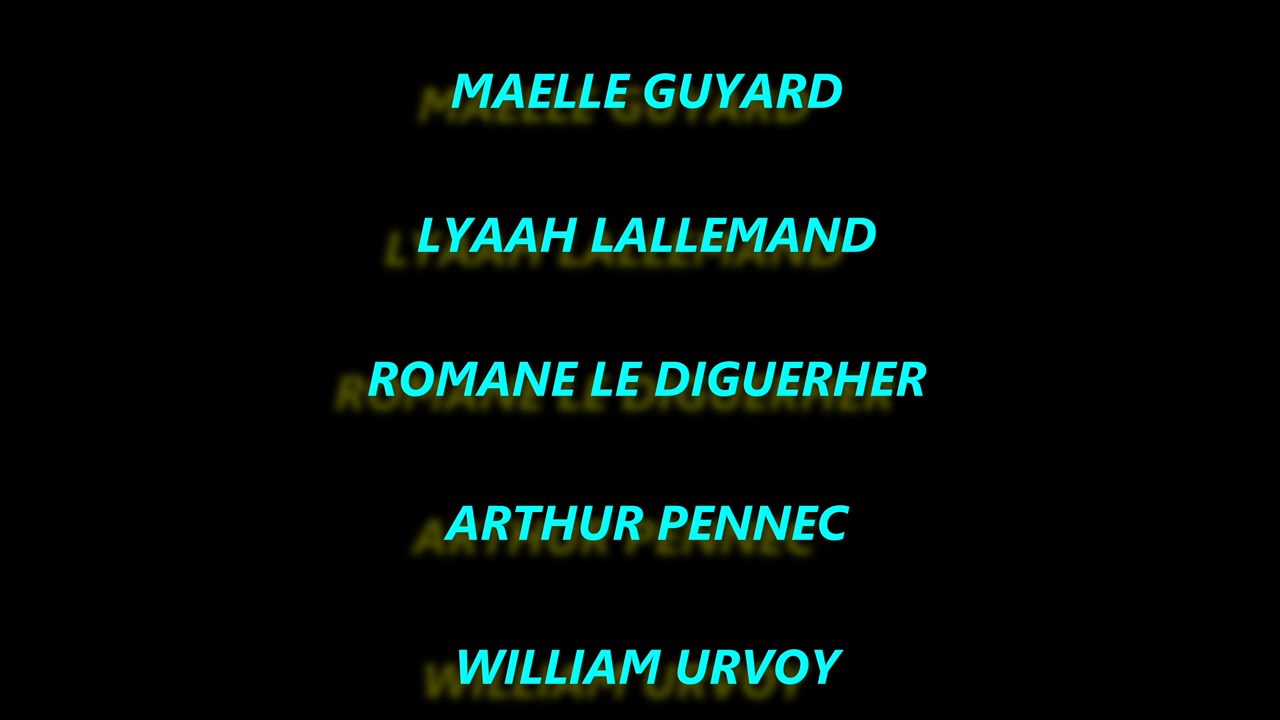 MAELLE GUYARD
LYAAH LALLEMAND
ROMANE LE DIGUERHER
ARTHUR PENNEC
WILLIAM URVOY